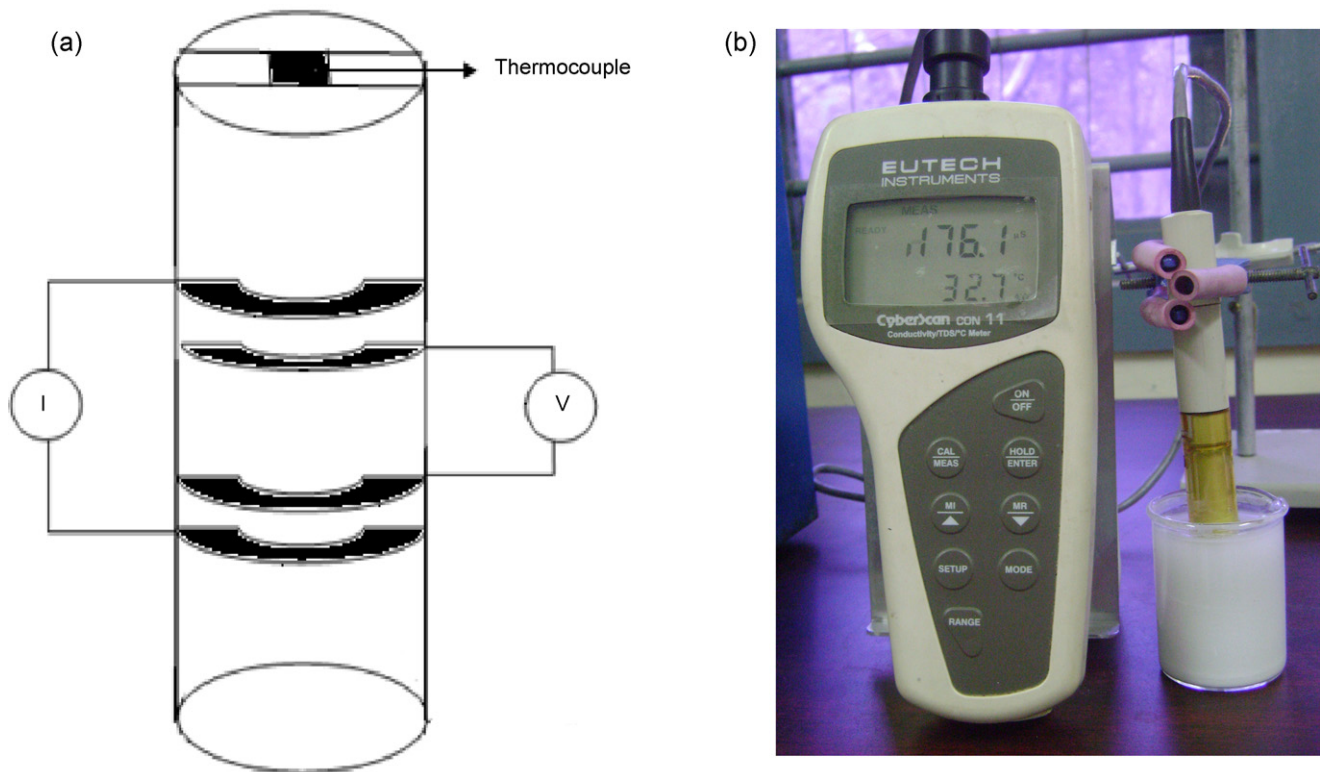 (a)
Thermocouple
I
V
(b)
EUTECH
INSTRUMENTS
MEAS
READY
176.1 µS
32.7 °C
CyberScan CON 11
Conductivity/TDS/°C Meter
ON
OFF
CAL
MEAS
HOLD
ENTER
MI
MR
SETUP
MODE
RANGE